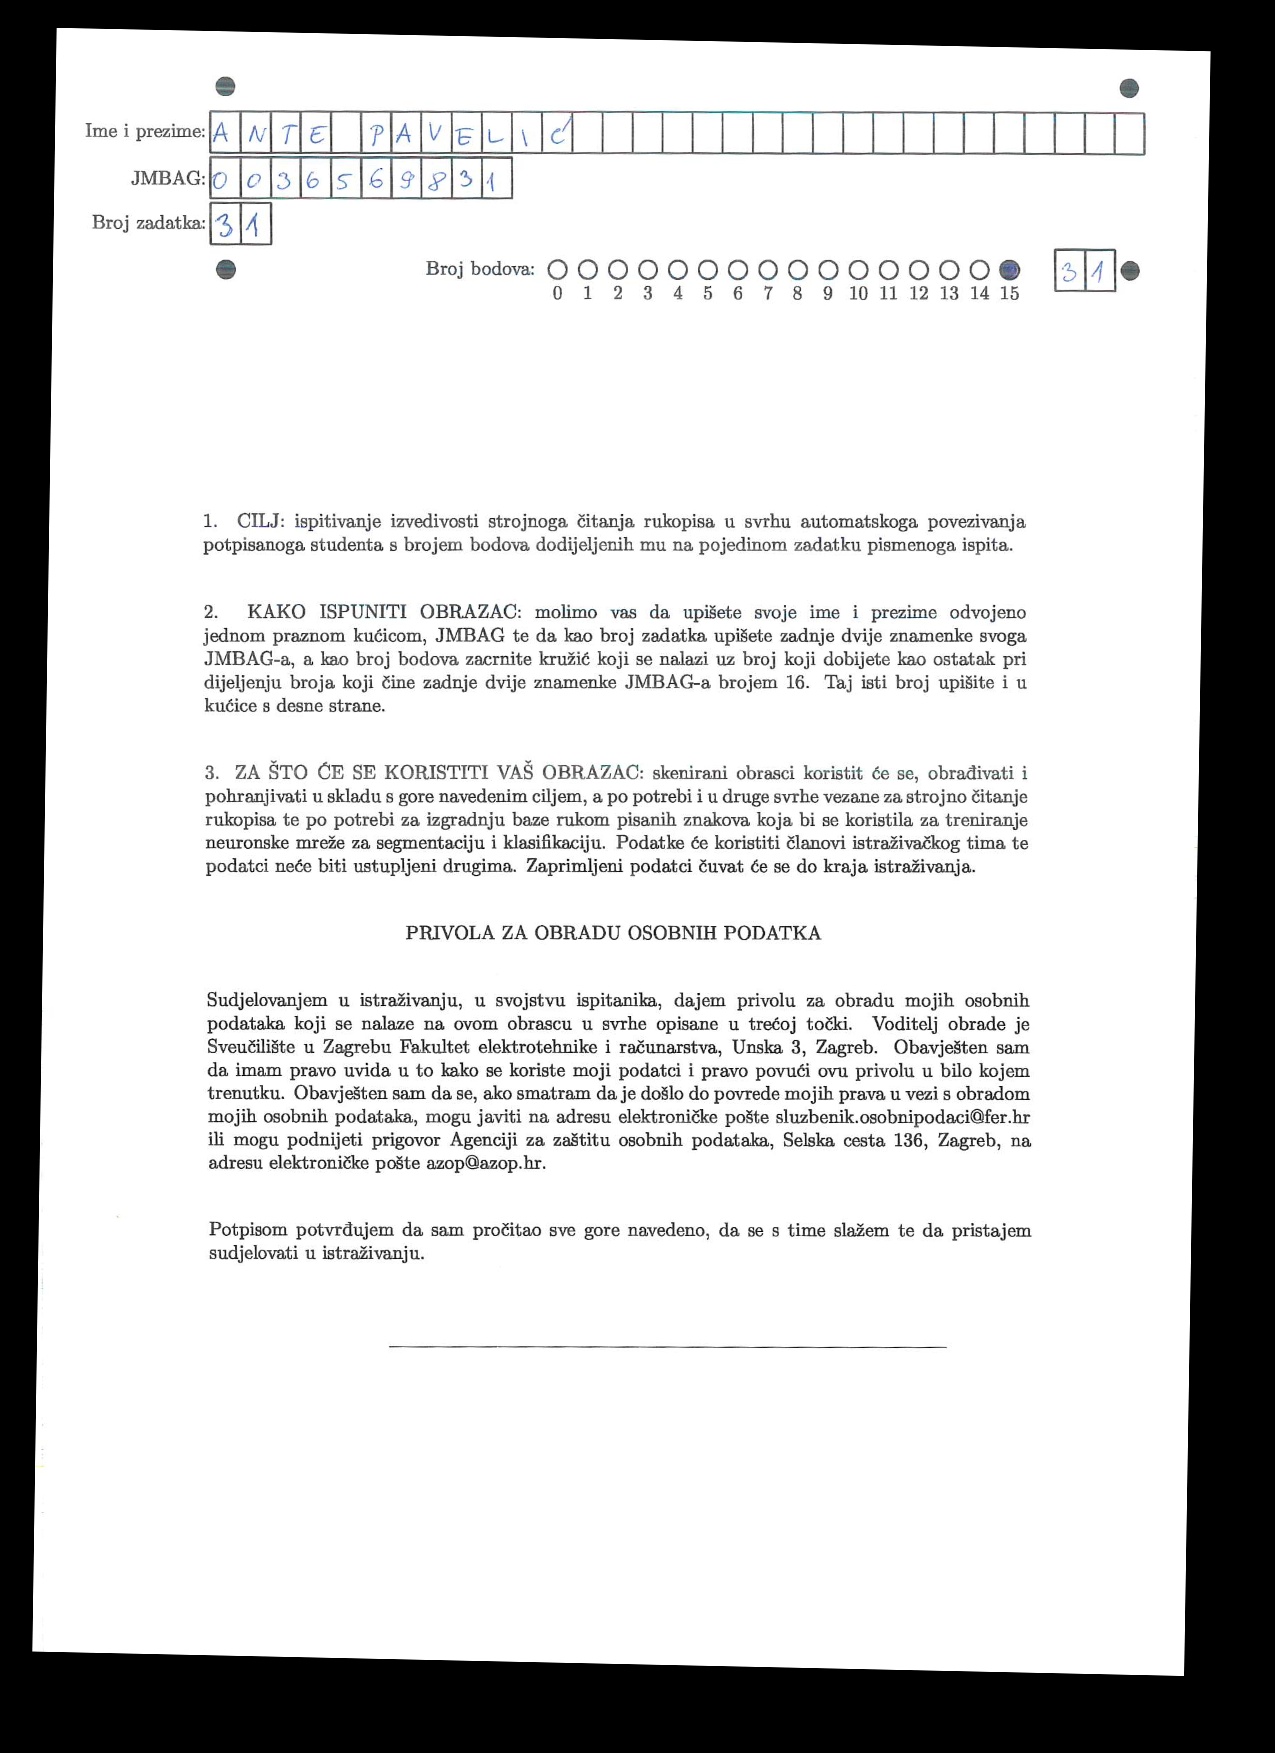 Ime i prezime: ANTE PAVELIĆ
JMBAG: 0036569831
Broj zadatka: 31
Broj bodova: 31
0 1 2 3 4 5 6 7 8 9 10 11 12 13 14 15
1. CILJ: ispitivanje izvedivosti strojnoga čitanja rukopisa u svrhu automatskoga povezivanja
potpisanoga studenta s brojem bodova dodijeljenih mu na pojedinom zadatku pismenoga ispita.
2. KAKO ISPUNITI OBRAZAC: molimo vas da upišete svoje ime i prezime odvojeno
jednom praznom kućicom, JMBAG te da kao broj zadatka upišete zadnje dvije znamenke svoga
JMBAG-a, a kao broj bodova zacrnite kružić koji se nalazi uz broj koji dobijete kao ostatak pri
dijeljenju broja koji čine zadnje dvije znamenke JMBAG-a brojem 16. Taj isti broj upišite i u
kućice s desne strane.
3. ZA ŠTO ĆE SE KORISTITI VAŠ OBRAZAC: skenirani obrasci koristit će se, obrađivati i
pohranjivati u skladu s gore navedenim ciljem, a po potrebi i u druge svrhe vezane za strojno čitanje
rukopisa te po potrebi za izgradnju baze rukom pisanih znakova koja bi se koristila za treniranje
neuronske mreže za segmentaciju i klasifikaciju. Podatke će koristiti članovi istraživačkog tima te
podatci neće biti ustupljeni drugima. Zaprimljeni podatci čuvat će se do kraja istraživanja.
PRIVOLA ZA OBRADU OSOBNIH PODATKA
Sudjelovanjem u istraživanju, u svojstvu ispitanika, dajem privolu za obradu mojih osobnih
podataka koji se nalaze na ovom obrascu u svrhe opisane u trećoj točki. Voditelj obrade je
Sveučilište u Zagrebu Fakultet elektrotehnike i računarstva, Unska 3, Zagreb. Obavješten sam
da imam pravo uvida u to kako se koriste moji podatci i pravo povući ovu privolu u bilo kojem
trenutku. Obavješten sam da se, ako smatram da je došlo do povrede mojih prava u vezi s obradom
mojih osobnih podataka, mogu javiti na adresu elektroničke pošte sluzbenik.osobnipodaci@fer.hr
ili mogu podnijeti prigovor Agenciji za zaštitu osobnih podataka, Selska cesta 136, Zagreb, na
adresu elektroničke pošte azop@azop.hr.
Potpisom potvrđujem da sam pročitao sve gore navedeno, da se s time slažem te da pristajem
sudjelovati u istraživanju.